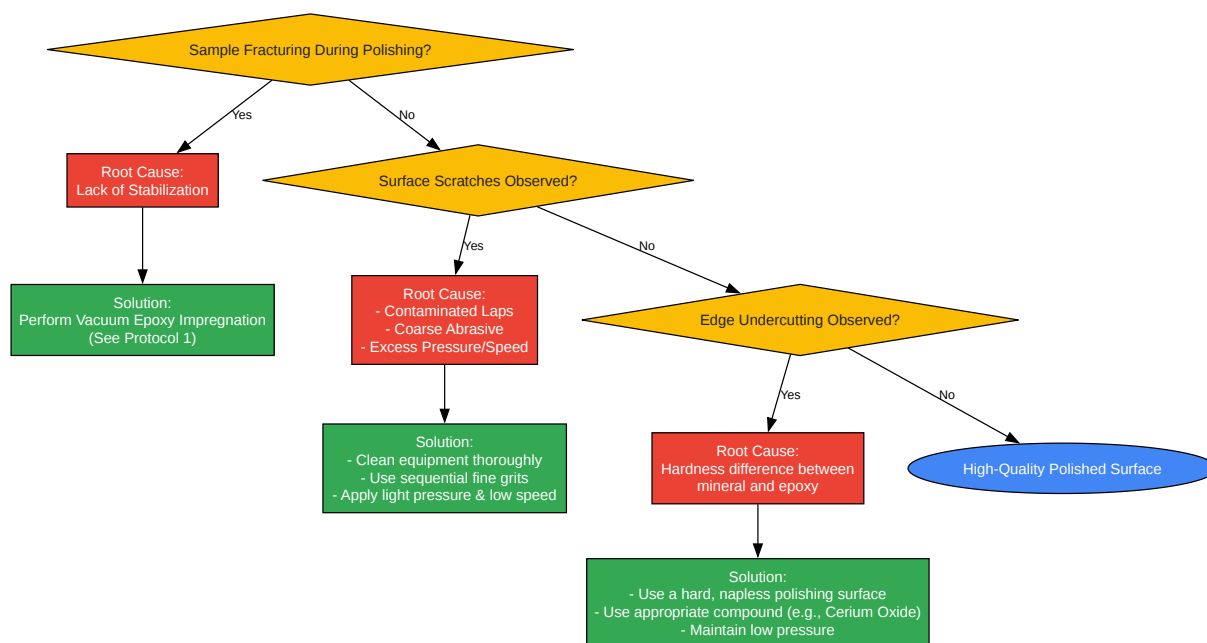 Sample Fracturing During Polishing?
Yes
No
Root Cause:
Lack of Stabilization
Surface Scratches Observed?
Solution:
Perform Vacuum Epoxy Impregnation
(See Protocol 1)
Yes
No
Root Cause:
- Contaminated Laps
- Coarse Abrasive
- Excess Pressure/Speed
Edge Undercutting Observed?
Solution:
- Clean equipment thoroughly
- Use sequential fine grits
- Apply light pressure & low speed
Yes
No
Root Cause:
Hardness difference between
mineral and epoxy
High-Quality Polished Surface
Solution:
- Use a hard, napless polishing surface
- Use appropriate compound (e.g., Cerium Oxide)
- Maintain low pressure